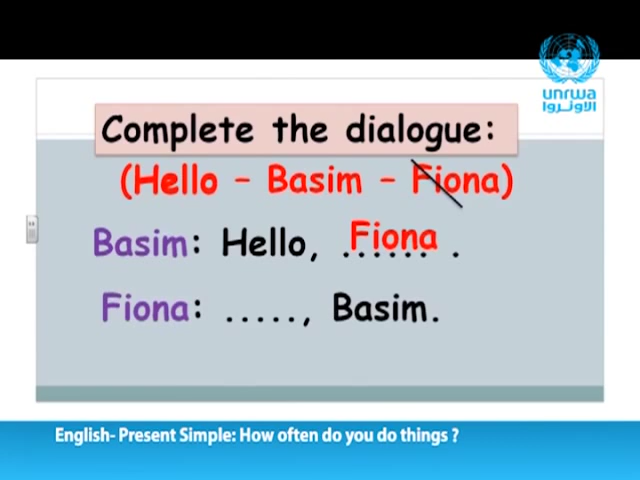 unrwa
الاونروا
Complete the dialogue:
(Hello – Basim – Fiona)
Basim: Hello, ..Fiona.. .
Fiona: ....., Basim.
English- Present Simple: How often do you do things ?